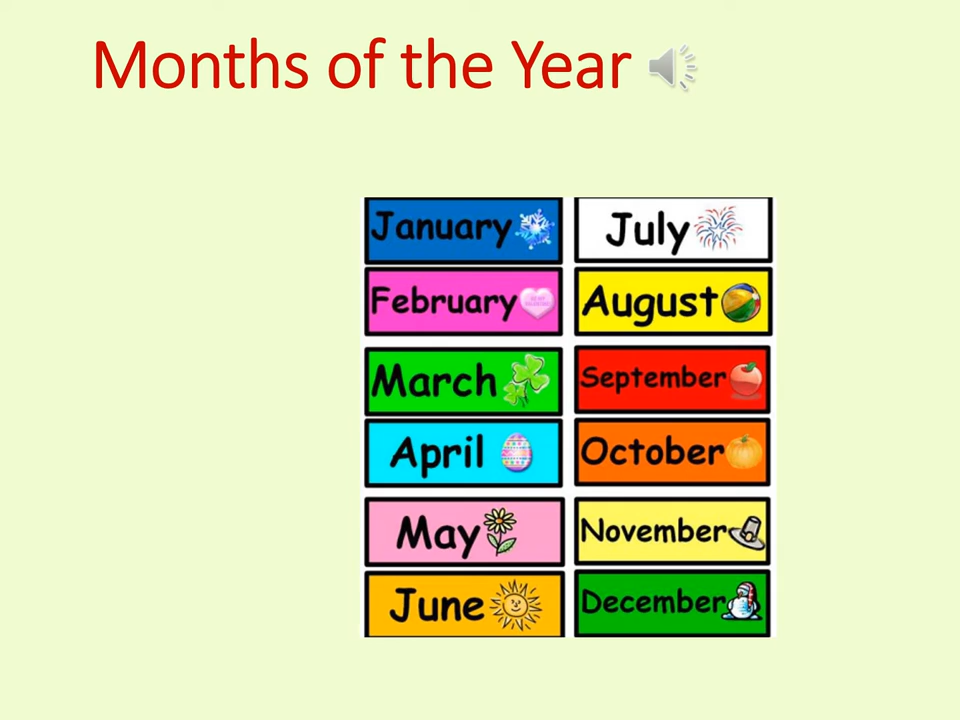 Months of the Year
January
February
March
April
May
June
July
August
September
October
November
December